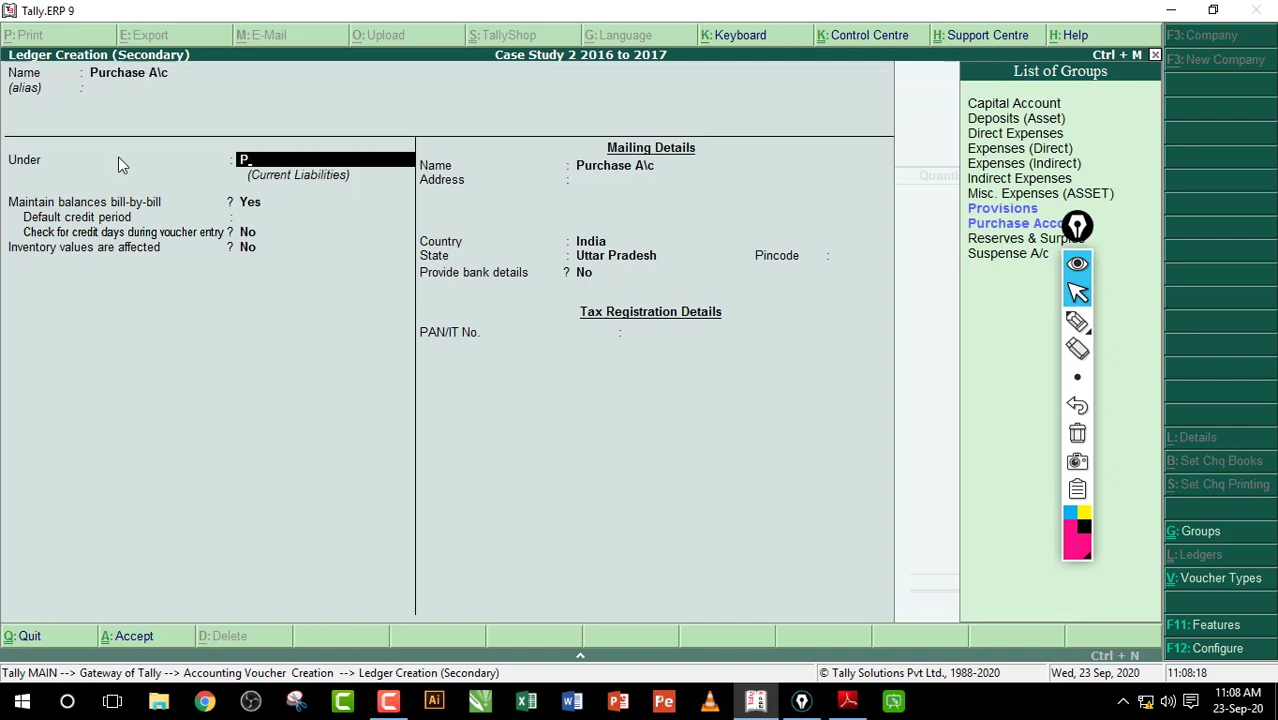 Tally.ERP 9
P: Print
E: Export
M: E-Mail
O: Upload
S: TallyShop
G: Language
K: Keyboard
K: Control Centre
H: Support Centre
H: Help
F3: Company
Ledger Creation (Secondary)
Case Study 2 2016 to 2017
Ctrl + M
F3: New Company
Name : Purchase A\c
(alias) :
List of Groups
Capital Account
Deposits (Asset)
Direct Expenses
Expenses (Direct)
Expenses (Indirect)
Indirect Expenses
Misc. Expenses (ASSET)
Provisions
Purchase Acco
Reserves & Surplus
Suspense A/c
Under : P_
(Current Liabilities)
Maintain balances bill-by-bill ? Yes
Default credit period :
Check for credit days during voucher entry ? No
Inventory values are affected ? No
Mailing Details
Name : Purchase A\c
Address :
Country : India
State : Uttar Pradesh
Pincode :
Provide bank details ? No
Tax Registration Details
PAN/IT No. :
L: Details
B: Set Chq Books
S: Set Chq Printing
G: Groups
L: Ledgers
V: Voucher Types
F11: Features
F12: Configure
Q: Quit
A: Accept
D: Delete
Ctrl + N
Tally MAIN --> Gateway of Tally --> Accounting Voucher Creation --> Ledger Creation (Secondary)
© Tally Solutions Pvt Ltd., 1988-2020
Wed, 23 Sep, 2020
11:08:18
11:08 AM
23-Sep-20